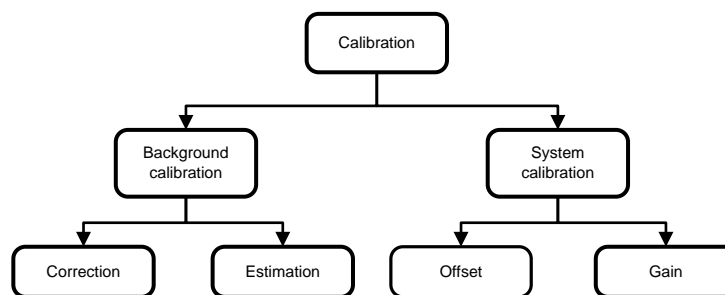 Calibration
Background
calibration
System
calibration
Correction
Estimation
Offset
Gain